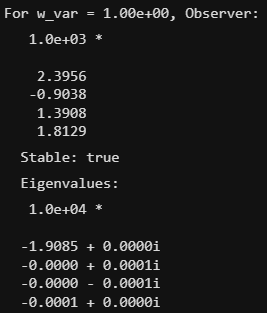 For w_var = 1.00e+00, Observer:
1.0e+03 *
2.3956
-0.9038
1.3908
1.8129
Stable: true
Eigenvalues:
1.0e+04 *
-1.9085 + 0.0000i
-0.0000 + 0.0001i
-0.0000 - 0.0001i
-0.0001 + 0.0000i